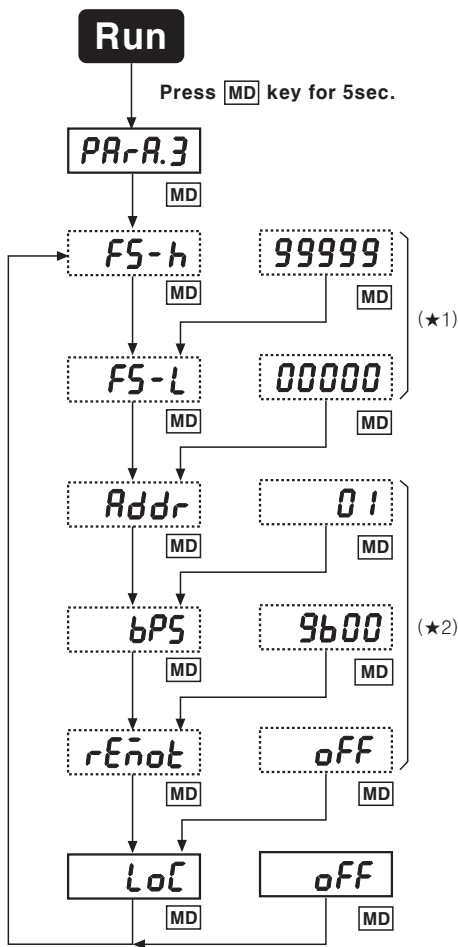 Run
Press MD key for 5sec.
PArA.3
MD
FS-h 99999
MD MD
(★1)
FS-L 00000
MD MD
Addr 01
MD MD
bPS 9600
(★2)
MD MD
rEmot oFF
MD MD
LoC oFF
MD MD